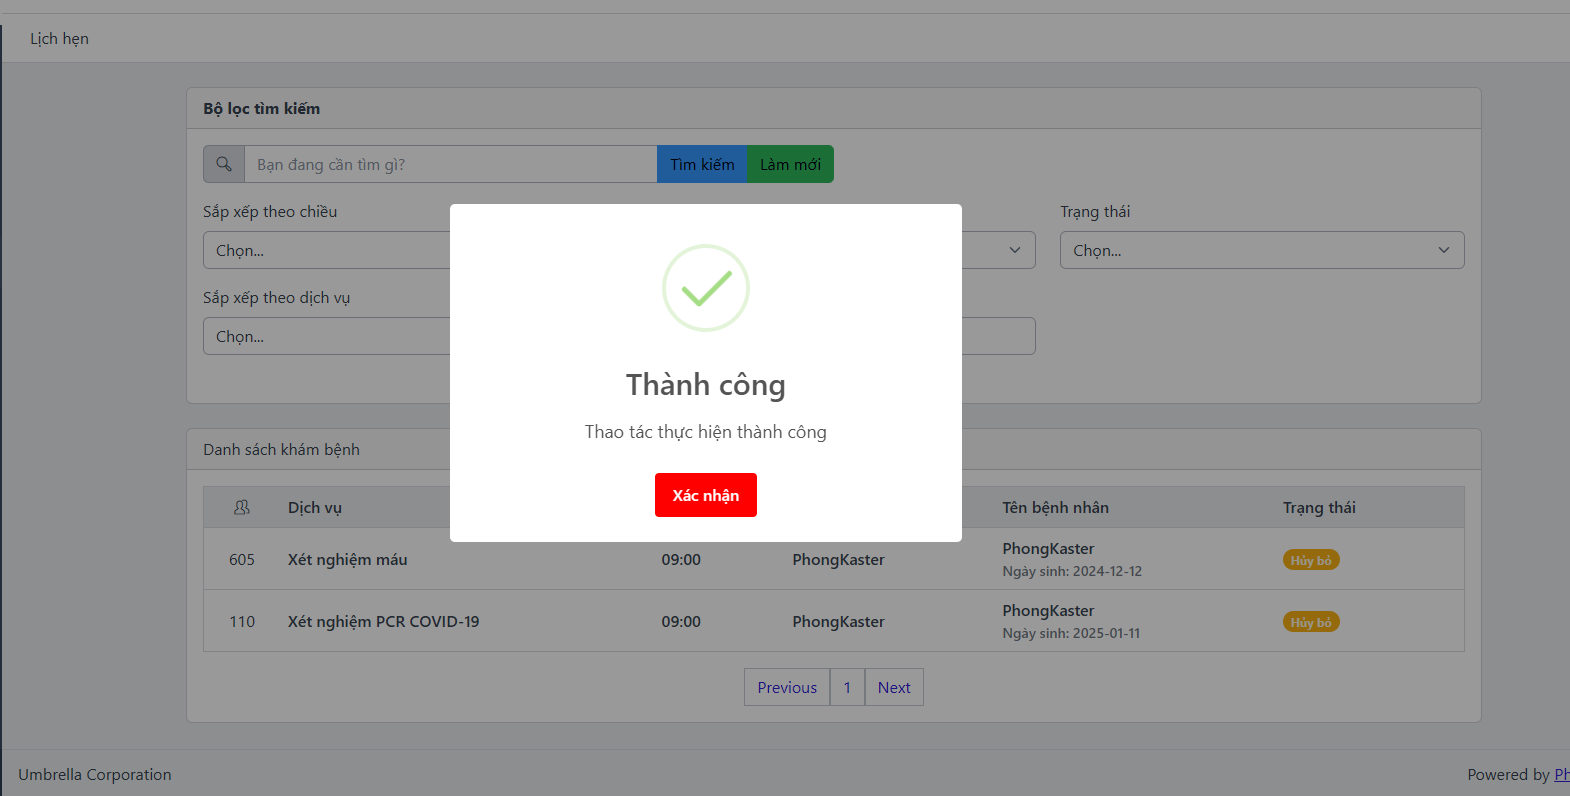 Lịch hẹn
Bộ lọc tìm kiếm
Bạn đang cần tìm gì?
Tìm kiếm
Làm mới
Sắp xếp theo chiều
Trạng thái
Chọn...
Chọn...
Sắp xếp theo dịch vụ
Chọn...
Thành công
Thao tác thực hiện thành công
Xác nhận
Danh sách khám bệnh
Dịch vụ
Tên bệnh nhân
Trạng thái
605 Xét nghiệm máu 09:00 PhongKaster PhongKaster Hủy bỏ
Ngày sinh: 2024-12-12
110 Xét nghiệm PCR COVID-19 09:00 PhongKaster PhongKaster Hủy bỏ
Ngày sinh: 2025-01-11
Previous 1 Next
Umbrella Corporation
Powered by Ph